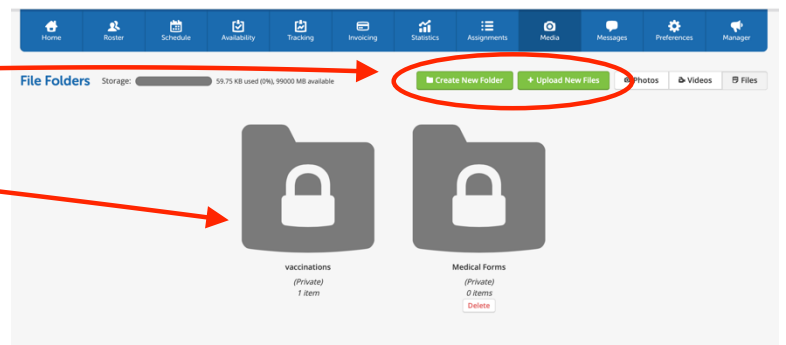 Home Roster Schedule Availability Tracking Invoicing Statistics Assignments Media Messages Preferences Manager
File Folders Storage: 59.75 KB used (0%), 99000 MB available Create New Folder + Upload New Files Photos Videos Files
vaccinations Medical Forms
(Private) (Private)
1 item 0 items
Delete